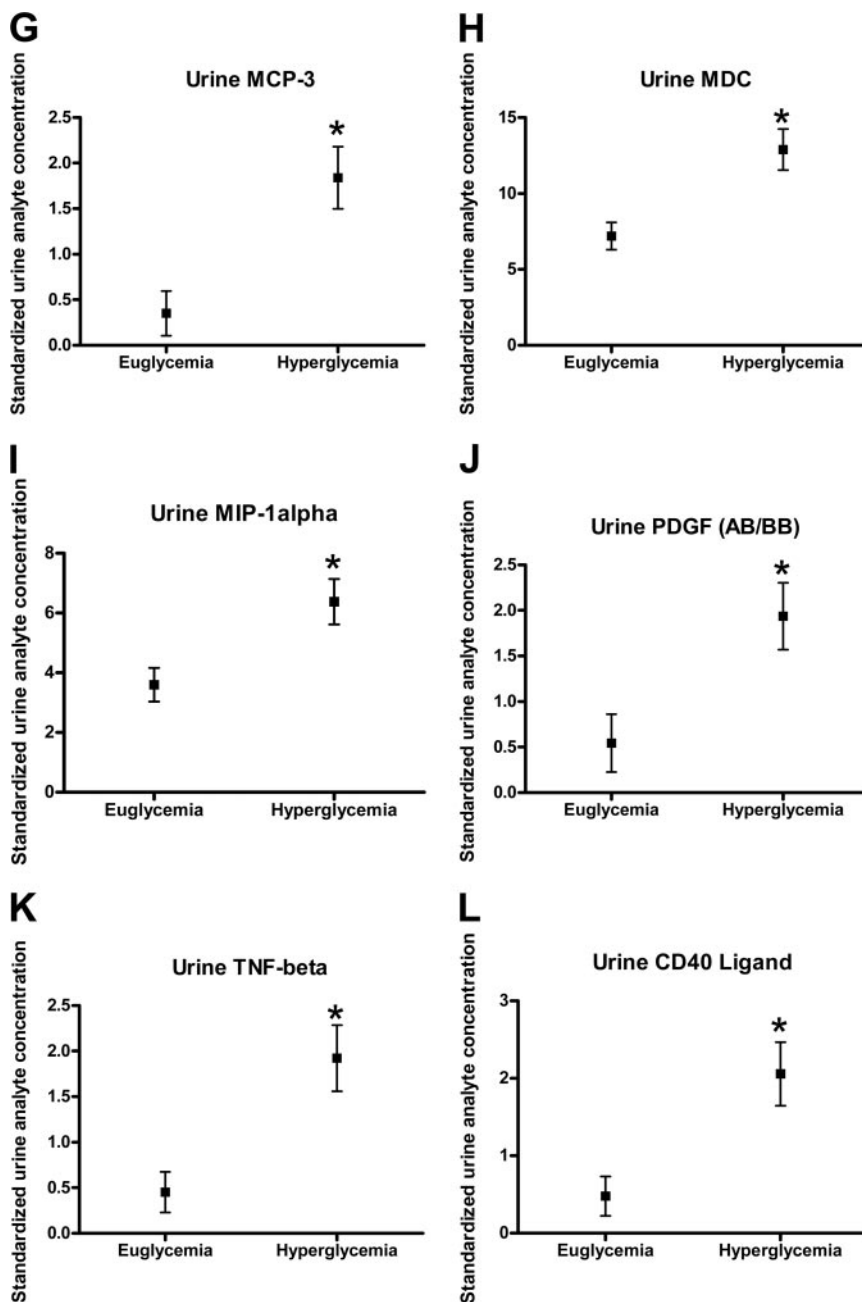 G
Urine MCP-3
Standardized urine analyte concentration
2.5
2.0
1.5
1.0
0.5
0.0
*
Euglycemia Hyperglycemia
H
Urine MDC
Standardized urine analyte concentration
15
10
5
0
*
Euglycemia Hyperglycemia
I
Urine MIP-1alpha
Standardized urine analyte concentration
8
6
4
2
0
*
Euglycemia Hyperglycemia
J
Urine PDGF (AB/BB)
Standardized urine analyte concentration
2.5
2.0
1.5
1.0
0.5
0.0
*
Euglycemia Hyperglycemia
K
Urine TNF-beta
Standardized urine analyte concentration
2.5
2.0
1.5
1.0
0.5
0.0
*
Euglycemia Hyperglycemia
L
Urine CD40 Ligand
Standardized urine analyte concentration
3
2
1
0
*
Euglycemia Hyperglycemia